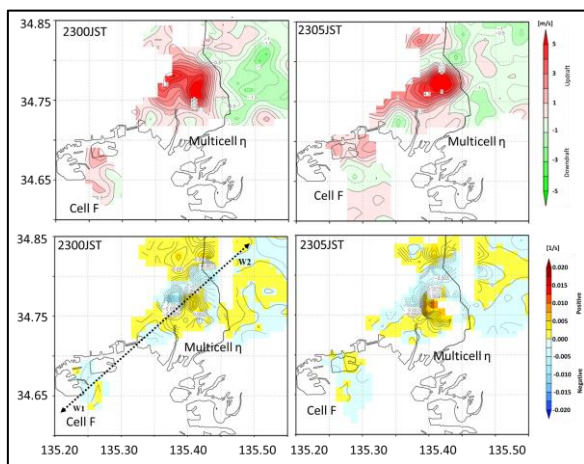 2300JST
2305JST
[m/s]
34.85
34.75
34.65
Multicell η
Multicell η
Cell F
Cell F
5
3
1
-1
-3
-5
Updraft
Downdraft
2300JST
2305JST
[1/s]
34.85
34.75
34.65
W2
W1
Multicell η
Multicell η
Cell F
Cell F
0.020
0.015
0.010
0.005
0.000
-0.005
-0.010
-0.015
-0.020
Positive
Negative
135.20
135.30
135.40
135.50
135.20
135.30
135.40
135.50